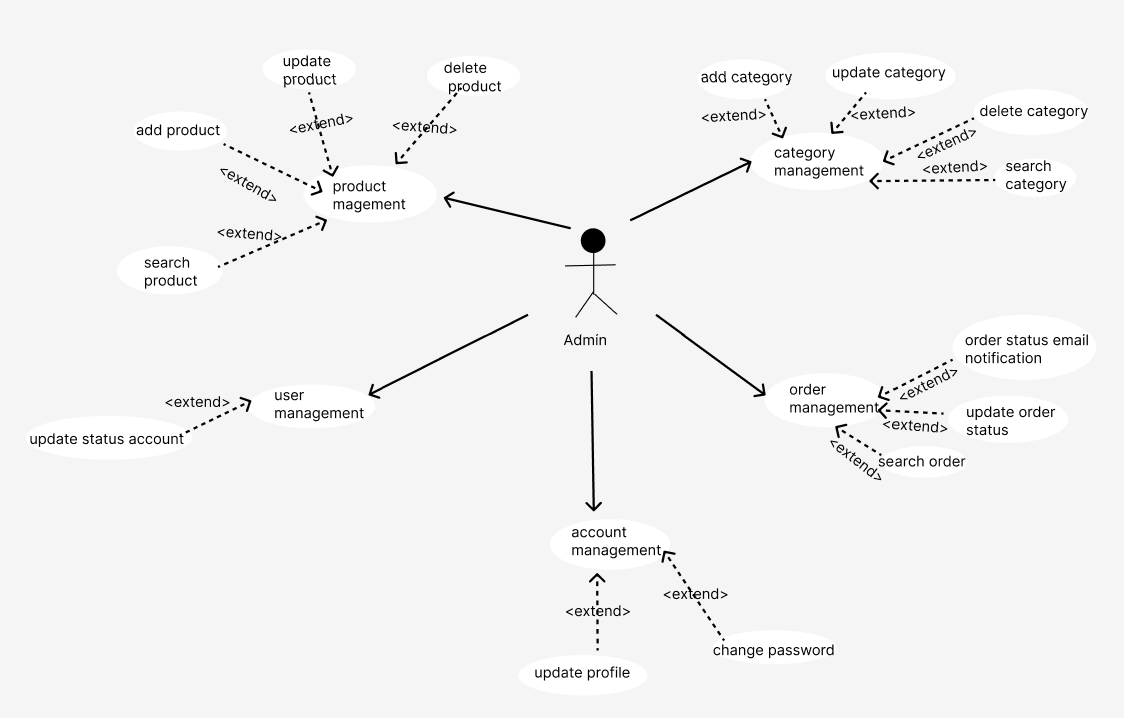 update
product
delete
product
add category
update category
add product
<extend>
<extend>
<extend>
<extend>
delete category
<extend>
category
management
<extend>
search
category
<extend>
product
magement
<extend>
search
product
Admin
order status email
notification
<extend>
order
management
user
management
<extend>
update order
status
<extend>
update status account
search order
<extend>
account
management
<extend>
<extend>
change password
update profile